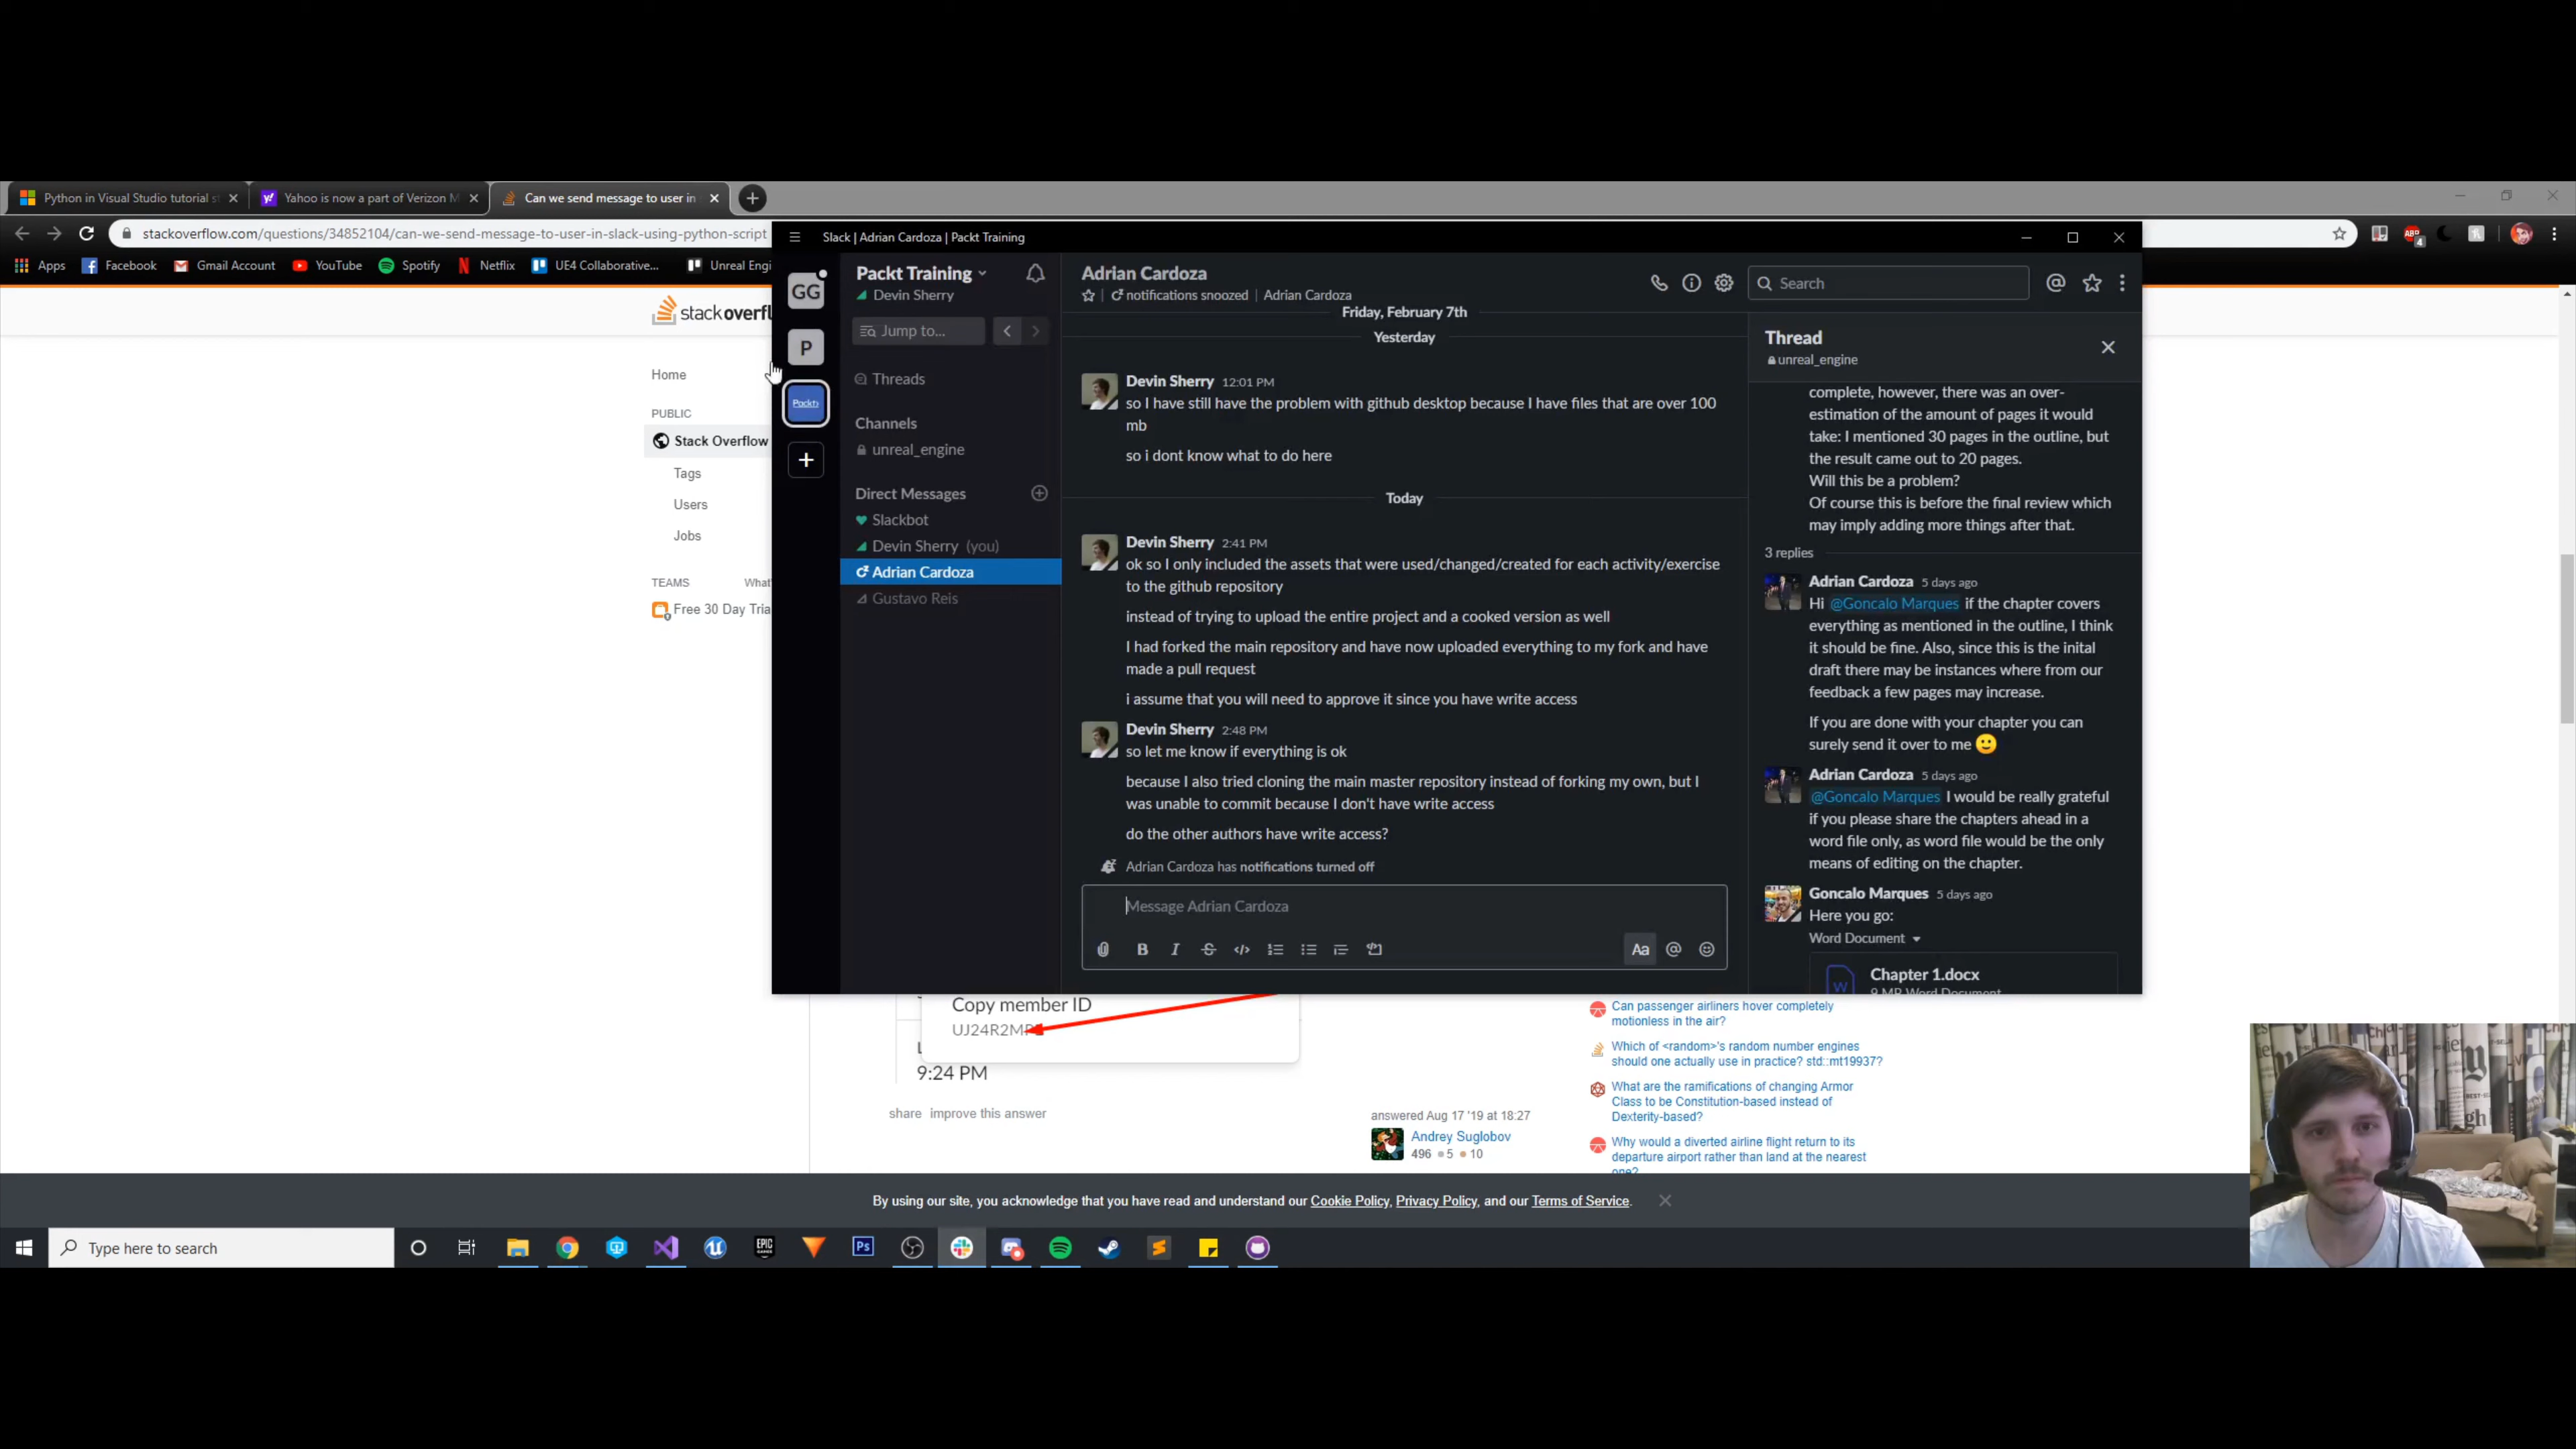 Python in Visual Studio tutorial s
Yahoo is now a part of Verizon M
Can we send message to user in
stackoverflow.com/questions/34852104/can-we-send-message-to-user-in-slack-using-python-script
Apps
Facebook
Gmail Account
YouTube
Spotify
Netflix
UE4 Collaborative...
Unreal Engi
ABP
4
stackoverfl
Home
PUBLIC
Stack Overflow
Tags
Users
Jobs
TEAMS
What'
Free 30 Day Tria
Slack | Adrian Cardoza | Packt Training
GG
P
Packt>
Packt Training
Devin Sherry
Jump to...
Threads
Channels
unreal_engine
Direct Messages
Slackbot
Devin Sherry (you)
Adrian Cardoza
Gustavo Reis
Adrian Cardoza
notifications snoozed | Adrian Cardoza
Search
Friday, February 7th
Yesterday
Devin Sherry 12:01 PM
so I have still have the problem with github desktop because I have files that are over 100
mb
so i dont know what to do here
Today
Devin Sherry 2:41 PM
ok so I only included the assets that were used/changed/created for each activity/exercise
to the github repository
instead of trying to upload the entire project and a cooked version as well
I had forked the main repository and have now uploaded everything to my fork and have
made a pull request
i assume that you will need to approve it since you have write access
Devin Sherry 2:48 PM
so let me know if everything is ok
because I also tried cloning the main master repository instead of forking my own, but I
was unable to commit because I don't have write access
do the other authors have write access?
Adrian Cardoza has notifications turned off
Message Adrian Cardoza
B
I
S
Aa
Thread
unreal_engine
complete, however, there was an over-
estimation of the amount of pages it would
take: I mentioned 30 pages in the outline, but
the result came out to 20 pages.
Will this be a problem?
Of course this is before the final review which
may imply adding more things after that.
3 replies
Adrian Cardoza 5 days ago
Hi @Goncalo Marques if the chapter covers
everything as mentioned in the outline, I think
it should be fine. Also, since this is the inital
draft there may be instances where from our
feedback a few pages may increase.
If you are done with your chapter you can
surely send it over to me
Adrian Cardoza 5 days ago
@Goncalo Marques I would be really grateful
if you please share the chapters ahead in a
word file only, as word file would be the only
means of editing on the chapter.
Goncalo Marques 5 days ago
Here you go:
Word Document
W
Chapter 1.docx
9 MB Word Document
Copy member ID
UJ24R2MP
9:24 PM
share improve this answer
answered Aug 17 '19 at 18:27
Andrey Suglobov
496 5 10
Can passenger airliners hover completely
motionless in the air?
Which of <random>'s random number engines
should one actually use in practice? std::mt19937?
What are the ramifications of changing Armor
Class to be Constitution-based instead of
Dexterity-based?
Why would a diverted airline flight return to its
departure airport rather than land at the nearest
one?
By using our site, you acknowledge that you have read and understand our Cookie Policy, Privacy Policy, and our Terms of Service.
Type here to search
EPIC
GAMES
Ps